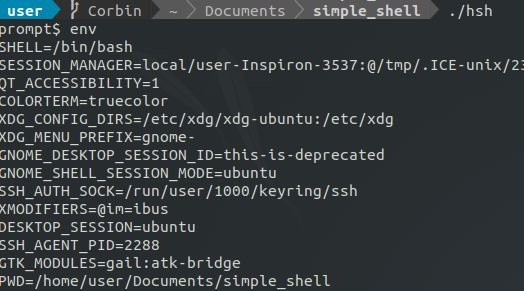 user Corbin ~ Documents simple_shell ./hsh
prompt$ env
SHELL=/bin/bash
SESSION_MANAGER=local/user-Inspiron-3537:@/tmp/.ICE-unix/23
QT_ACCESSIBILITY=1
COLORTERM=truecolor
XDG_CONFIG_DIRS=/etc/xdg/xdg-ubuntu:/etc/xdg
XDG_MENU_PREFIX=gnome-
GNOME_DESKTOP_SESSION_ID=this-is-deprecated
GNOME_SHELL_SESSION_MODE=ubuntu
SSH_AUTH_SOCK=/run/user/1000/keyring/ssh
XMODIFIERS=@im=ibus
DESKTOP_SESSION=ubuntu
SSH_AGENT_PID=2288
GTK_MODULES=gail:atk-bridge
PWD=/home/user/Documents/simple_shell